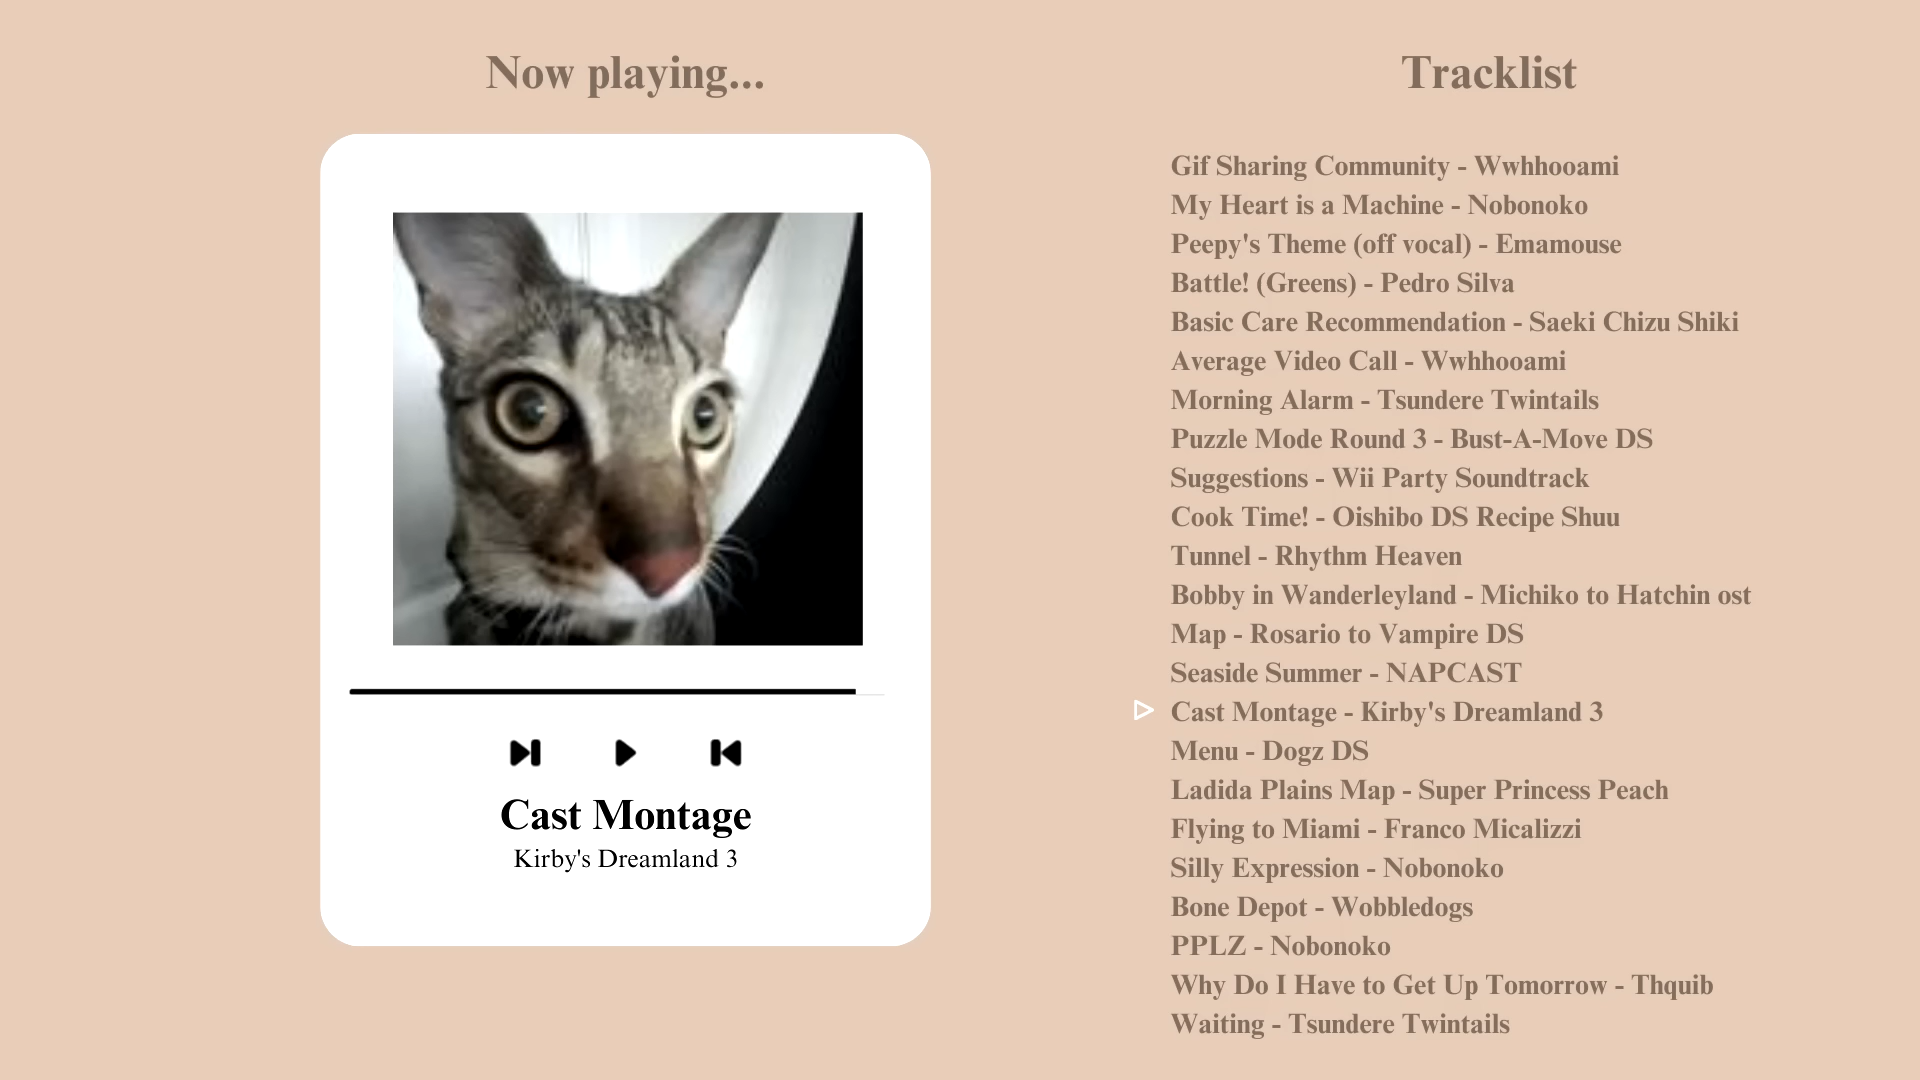 Now playing...
Cast Montage
Kirby's Dreamland 3
Tracklist
Gif Sharing Community - Wwhhooami
My Heart is a Machine - Nobonoko
Peepy's Theme (off vocal) - Emamouse
Battle! (Greens) - Pedro Silva
Basic Care Recommendation - Saeki Chizu Shiki
Average Video Call - Wwhhooami
Morning Alarm - Tsundere Twintails
Puzzle Mode Round 3 - Bust-A-Move DS
Suggestions - Wii Party Soundtrack
Cook Time! - Oishibo DS Recipe Shuu
Tunnel - Rhythm Heaven
Bobby in Wanderleyland - Michiko to Hatchin ost
Map - Rosario to Vampire DS
Seaside Summer - NAPCAST
Cast Montage - Kirby's Dreamland 3
Menu - Dogz DS
Ladida Plains Map - Super Princess Peach
Flying to Miami - Franco Micalizzi
Silly Expression - Nobonoko
Bone Depot - Wobbledogs
PPLZ - Nobonoko
Why Do I Have to Get Up Tomorrow - Thquib
Waiting - Tsundere Twintails